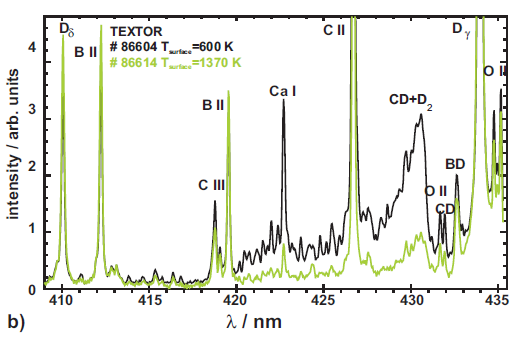 D_δ
B II
TEXTOR
# 86604 T_surface=600 K
# 86614 T_surface=1370 K
C II
D_γ
O II
B II
Ca I
CD+D_2
C III
O II
CD
BD
intensity / arb. units
4
3
2
1
0
410
415
420
425
430
435
λ / nm
b)